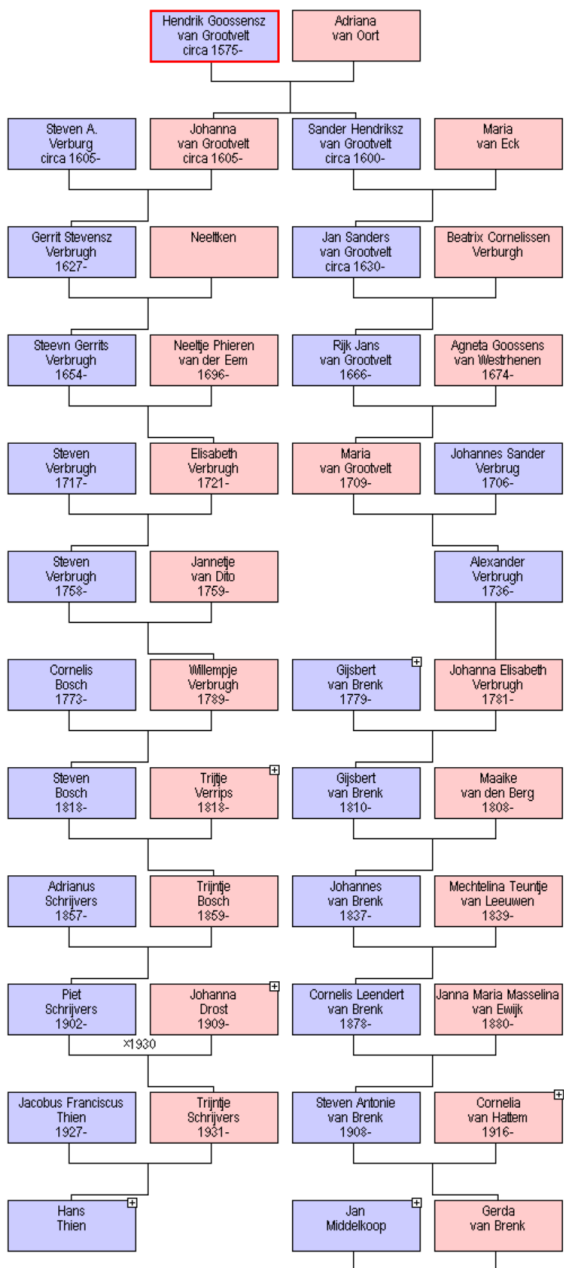 Hendrik Goossensz
van Grootvelt
circa 1575-
Adriana
van Oort
Steven A.
Verburg
circa 1605-
Johanna
van Grootvelt
circa 1605-
Sander Hendriksz
van Grootvelt
circa 1600-
Maria
van Eck
Gerrit Stevensz
Verbrugh
1627-
Neeltken
Jan Sanders
van Grootvelt
circa 1630-
Beatrix Cornelissen
Verburgh
Steevn Gerrits
Verbrugh
1654-
Neeltje Phieren
van der Eem
1696-
Rijk Jans
van Grootvelt
1666-
Agneta Goossens
van Westrhenen
1674-
Steven
Verbrugh
1717-
Elisabeth
Verbrugh
1721-
Maria
van Grootvelt
1709-
Johannes Sander
Verbrug
1706-
Steven
Verbrugh
1758-
Jannetje
van Dito
1759-
Alexander
Verbrugh
1736-
Cornelis
Bosch
1773-
Willempje
Verbrugh
1789-
Gijsbert
van Brenk
1779-
Johanna Elisabeth
Verbrugh
1781-
Steven
Bosch
1818-
Trijtje
Verrips
1818-
Gijsbert
van Brenk
1810-
Maaike
van den Berg
1808-
Adrianus
Schrijvers
1857-
Trijntje
Bosch
1859-
Johannes
van Brenk
1837-
Mechtelina Teuntje
van Leeuwen
1839-
Piet
Schrijvers
1902-
Johanna
Drost
1909-
Cornelis Leendert
van Brenk
1878-
Janna Maria Masselina
van Ewijk
1880-
x1930
Jacobus Franciscus
Thien
1927-
Trijntje
Schrijvers
1931-
Steven Antonie
van Brenk
1908-
Cornelia
van Hattem
1916-
Hans
Thien
Jan
Middelkoop
Gerda
van Brenk